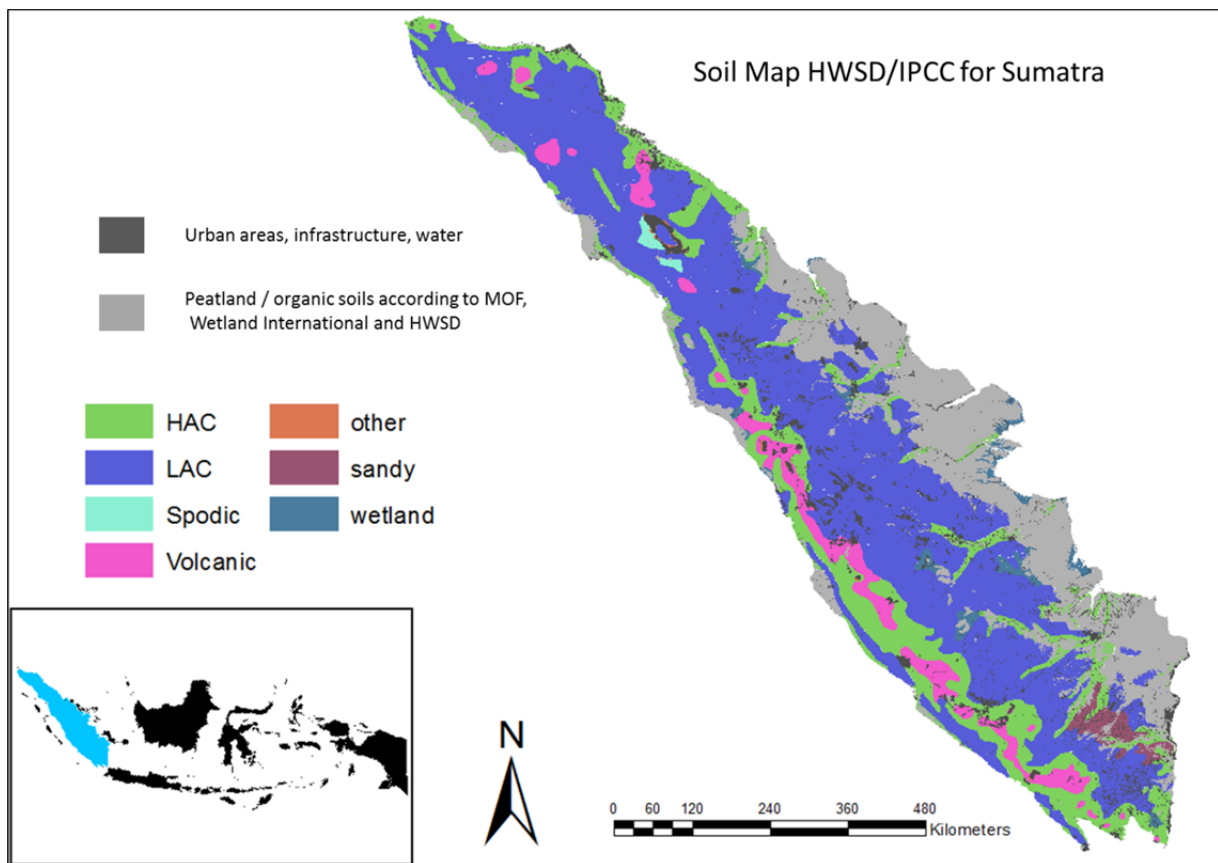 Soil Map HWSD/IPCC for Sumatra
Urban areas, infrastructure, water
Peatland / organic soils according to MOF,
Wetland International and HWSD
HAC
other
LAC
sandy
Spodic
wetland
Volcanic
N
0 60 120 240 360 480
Kilometers